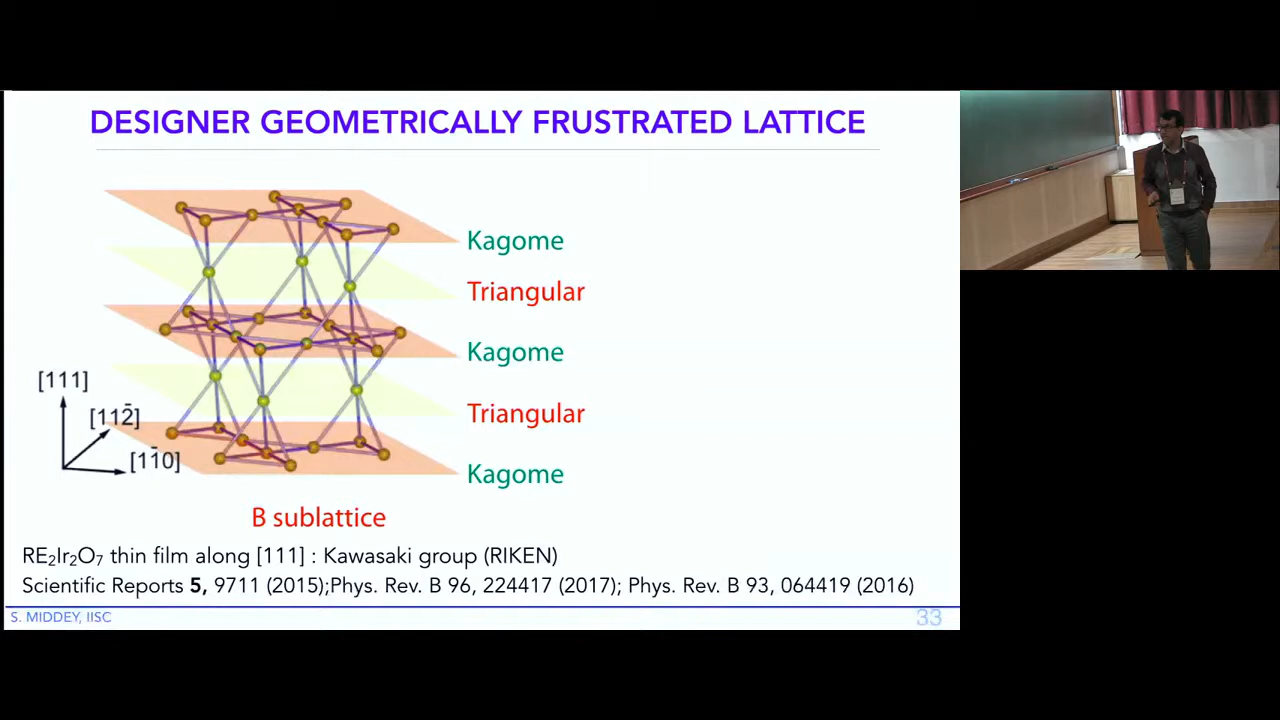 DESIGNER GEOMETRICALLY FRUSTRATED LATTICE
Kagome
Triangular
Kagome
Triangular
Kagome
[111]
[112̄]
[11̄0]
B sublattice
RE₂Ir₂O₇ thin film along [111] : Kawasaki group (RIKEN)
Scientific Reports 5, 9711 (2015);Phys. Rev. B 96, 224417 (2017); Phys. Rev. B 93, 064419 (2016)
S. MIDDEY, IISC
33